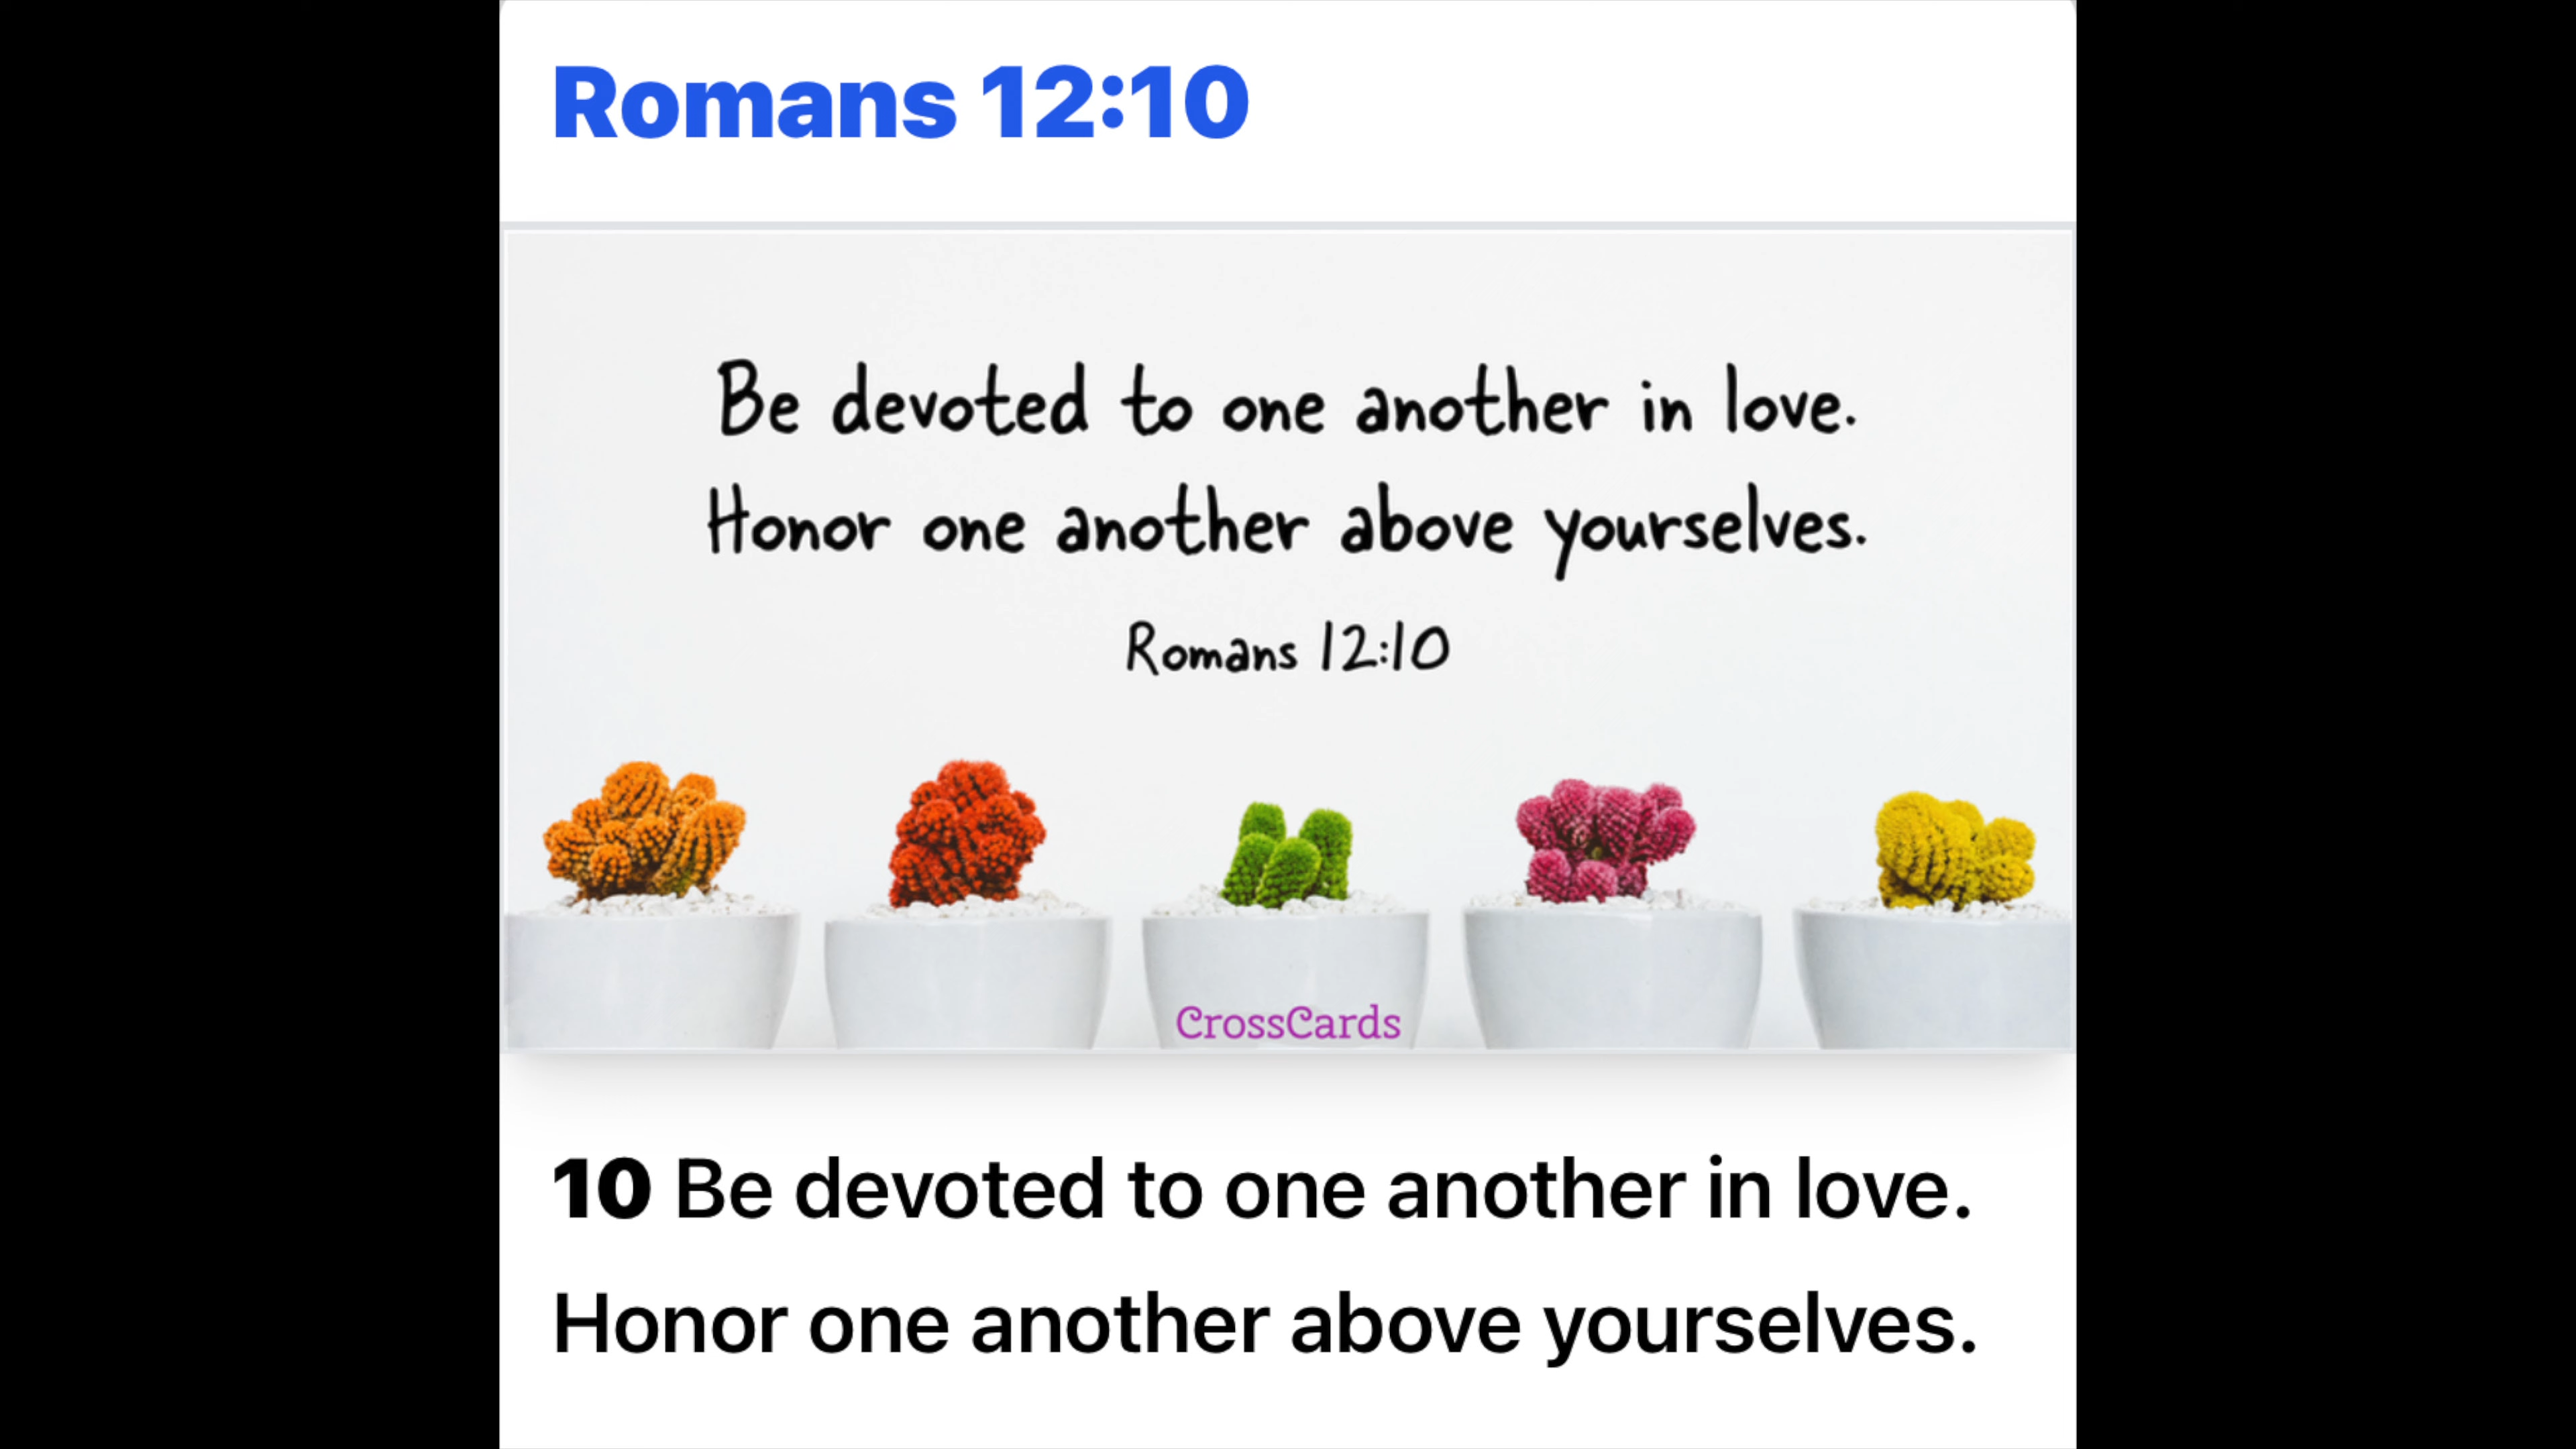 Romans 12:10
Be devoted to one another in love.
Honor one another above yourselves.
Romans 12:10
CrossCards
10 Be devoted to one another in love.
Honor one another above yourselves.